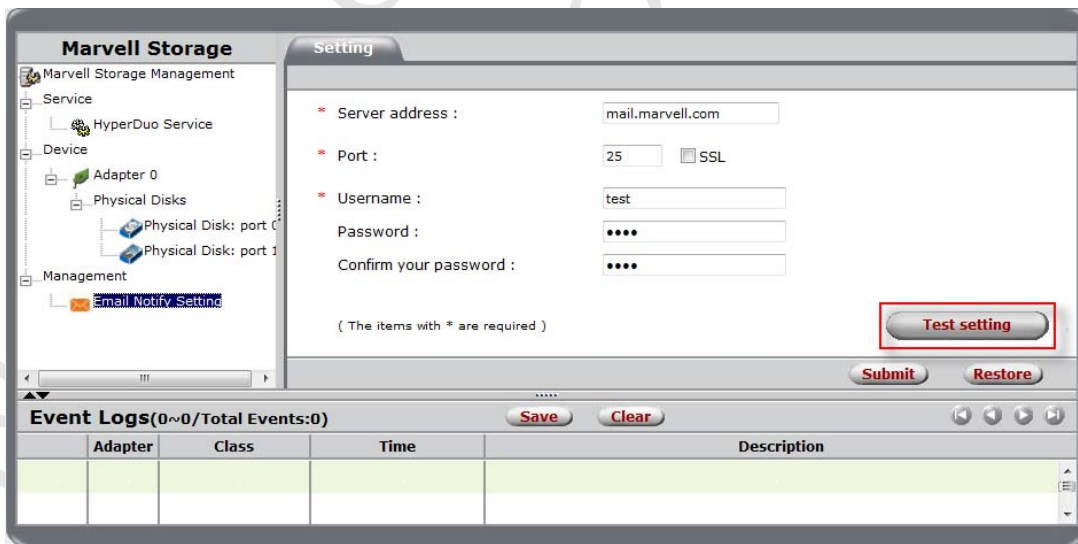 Marvell Storage
Setting
Marvell Storage Management
Service
HyperDuo Service
Device
Adapter 0
Physical Disks
Physical Disk: port 0
Physical Disk: port 1
Management
Email Notify Setting
* Server address : mail.marvell.com
* Port : 25 SSL
* Username : test
Password : ••••
Confirm your password : ••••
( The items with * are required )
Test setting
Submit Restore
Event Logs(0~0/Total Events:0) Save Clear
Adapter Class Time Description